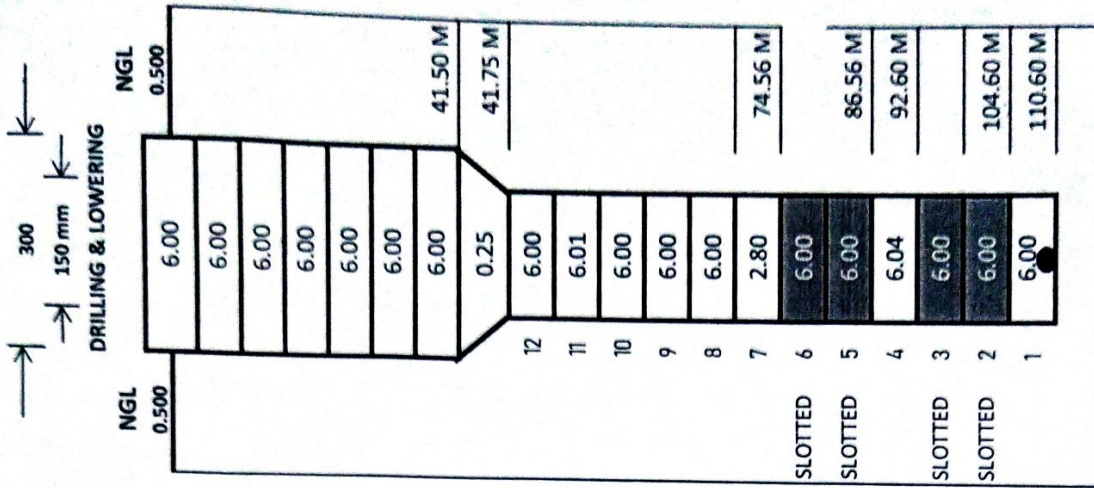 300
150 mm
DRILLING & LOWERING
NGL NGL
0.500 0.500
6.00
6.00
6.00
6.00
6.00
6.00
6.00 41.50 M
0.25 41.75 M
12 6.00
11 6.01
10 6.00
9 6.00
8 6.00
7 2.80 74.56 M
SLOTTED 6 6.00
SLOTTED 5 6.00 86.56 M
4 6.04 92.60 M
SLOTTED 3 6.00
SLOTTED 2 6.00 104.60 M
1 6.00 110.60 M